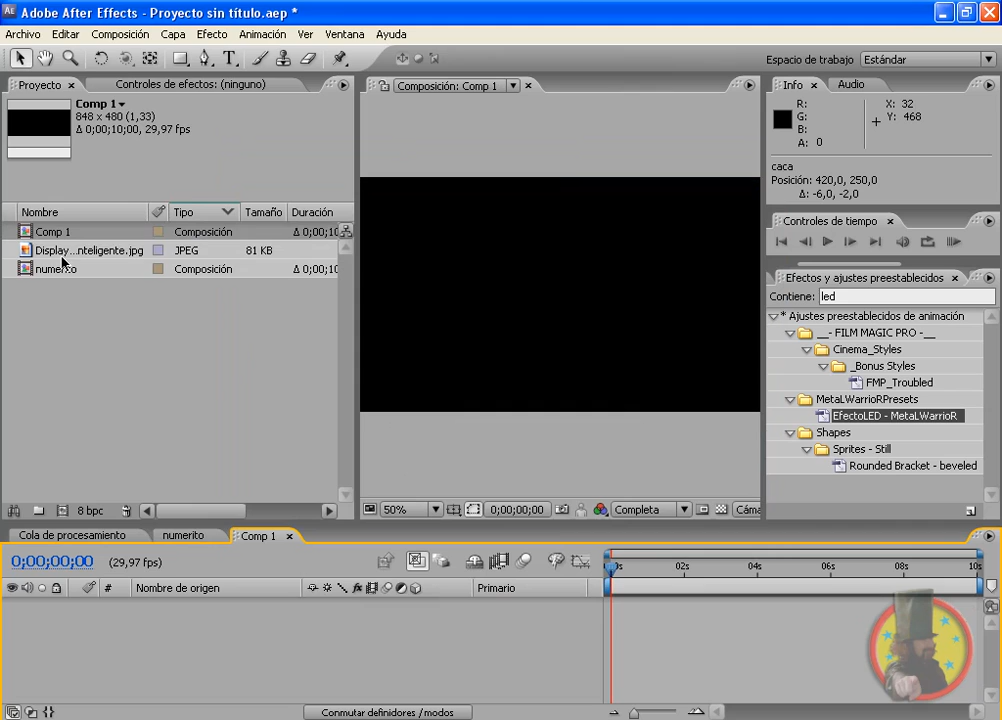 Adobe After Effects - Proyecto sin título.aep *
Archivo Editar Composición Capa Efecto Animación Ver Ventana Ayuda
Espacio de trabajo Estándar
Proyecto Controles de efectos: (ninguno)
Comp 1
848 x 480 (1,33)
Δ 0;00;10;00, 29,97 fps
Nombre Tipo Tamaño Duración
Comp 1 Composición Δ 0;00;10
Display...nteligente.jpg JPEG 81 KB
numerito Composición Δ 0;00;10
8 bpc
Composición: Comp 1
50% 0;00;00;00 Completa Cáma
Info Audio
R: X: 32
G: Y: 468
B:
A: 0
caca
Posición: 420,0, 250,0
Δ: -6,0, -2,0
Controles de tiempo
Efectos y ajustes preestablecidos
Contiene: led
* Ajustes preestablecidos de animación
__- FILM MAGIC PRO -__
Cinema_Styles
_Bonus Styles
FMP_Troubled
MetaLWarrioRPresets
EfectoLED - MetaLWarrioR
Shapes
Sprites - Still
Rounded Bracket - beveled
Cola de procesamiento numerito Comp 1
0;00;00;00 (29,97 fps)
02s 04s 06s 08s 10s
# Nombre de origen Primario
Conmutar definidores /modos